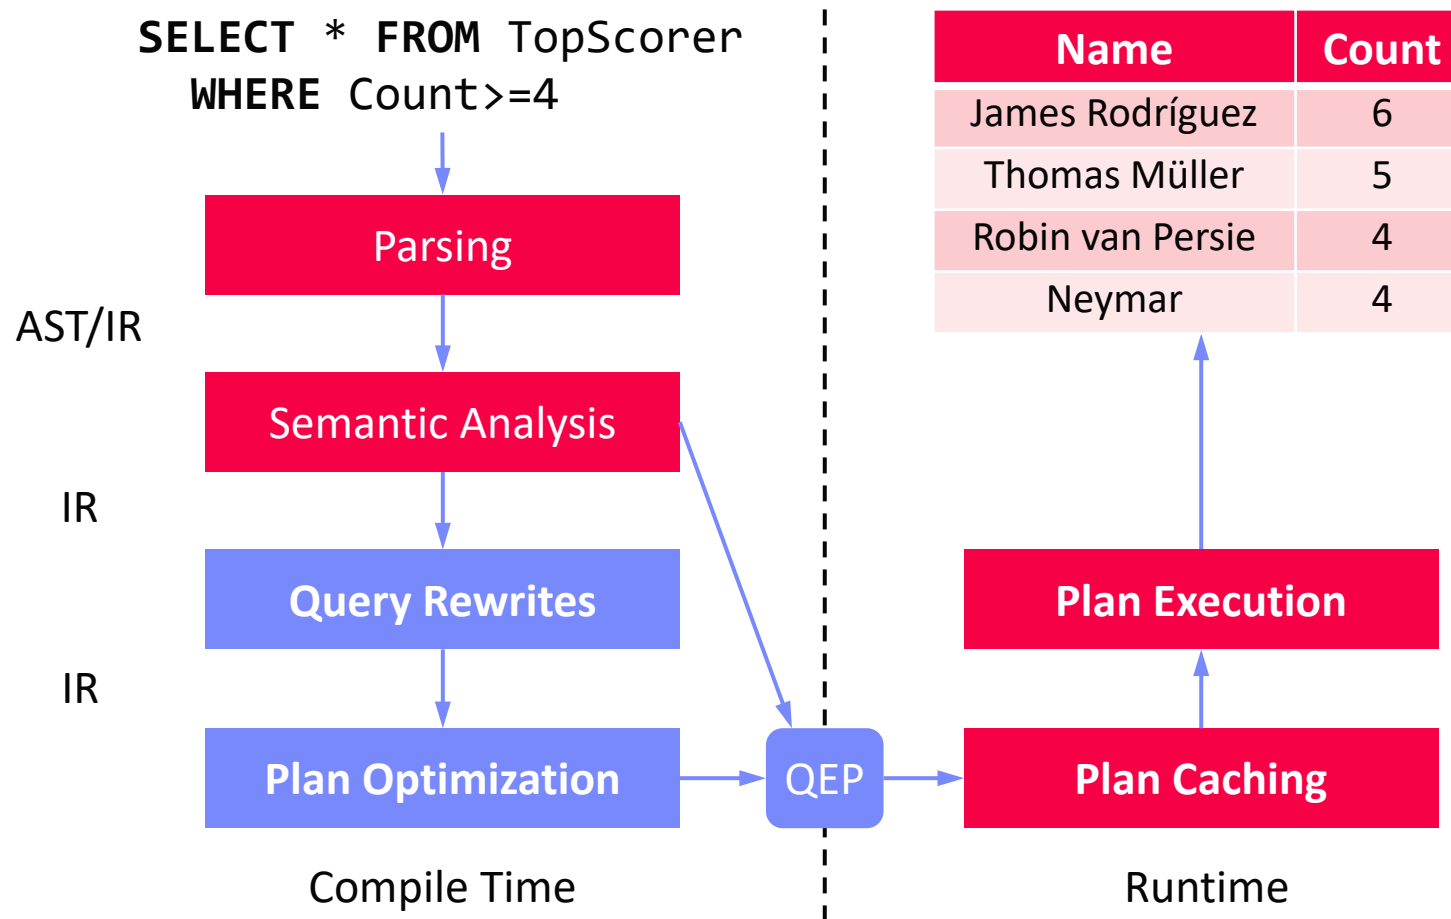 SELECT * FROM TopScorer
WHERE Count>=4
Parsing
AST/IR
Semantic Analysis
IR
Query Rewrites
IR
Plan Optimization
QEP
Compile Time
Name Count
James Rodríguez 6
Thomas Müller 5
Robin van Persie 4
Neymar 4
Plan Execution
Plan Caching
Runtime